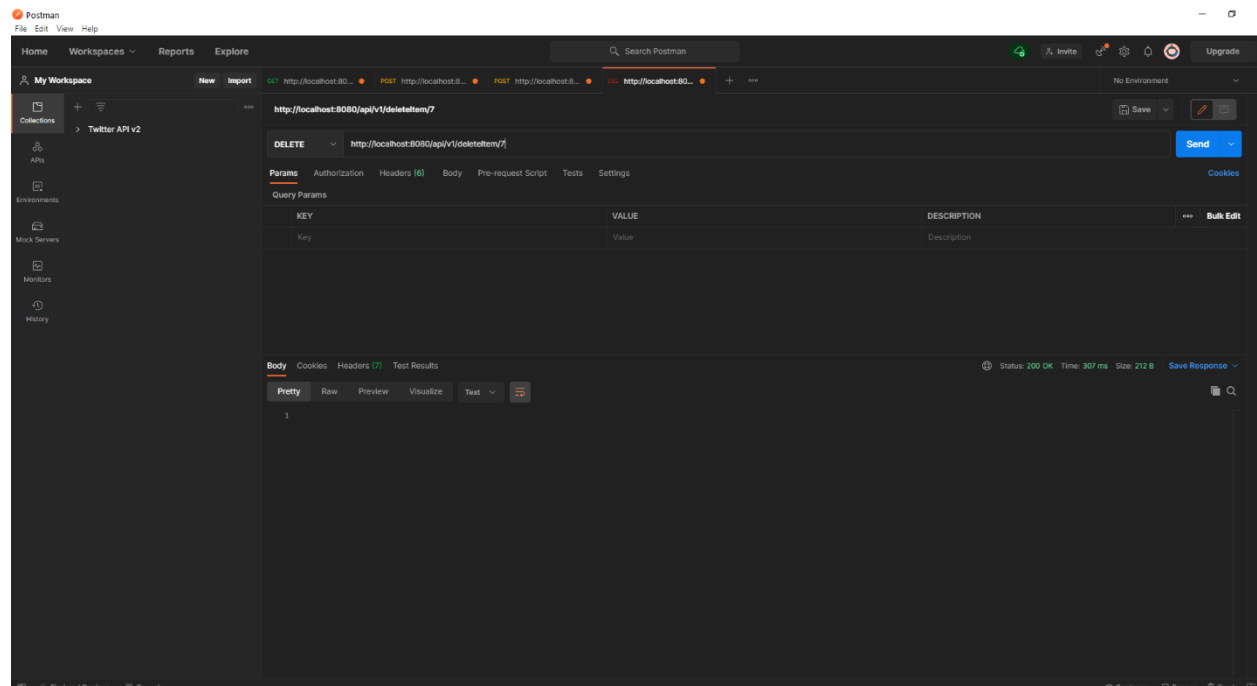 Postman
File Edit View Help
Home Workspaces Reports Explore Search Postman Invite Upgrade
My Workspace New Import GET http://localhost:80... POST http://localhost:8... POST http://localhost:8... DEL http://localhost:80... No Environment
Collections
Twitter API v2
APIs
Environments
Mock Servers
Monitors
History
http://localhost:8080/api/v1/deleteItem/7 Save
DELETE http://localhost:8080/api/v1/deleteItem/7 Send
Params Authorization Headers (6) Body Pre-request Script Tests Settings Cookies
Query Params
KEY VALUE DESCRIPTION Bulk Edit
Key Value Description
Body Cookies Headers (7) Test Results Status: 200 OK Time: 307 ms Size: 212 B Save Response
Pretty Raw Preview Visualize Text
1